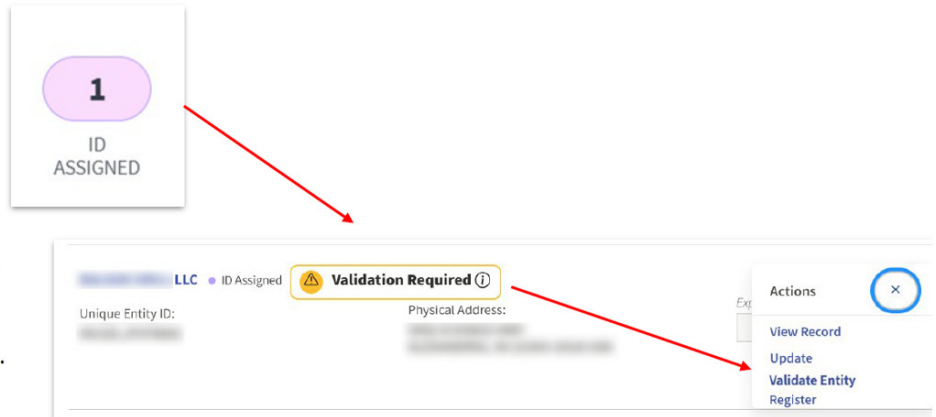 1
ID
ASSIGNED
LLC ID Assigned Validation Required
Unique Entity ID:
Physical Address:
Exp
Actions
View Record
Update
Validate Entity
Register
.